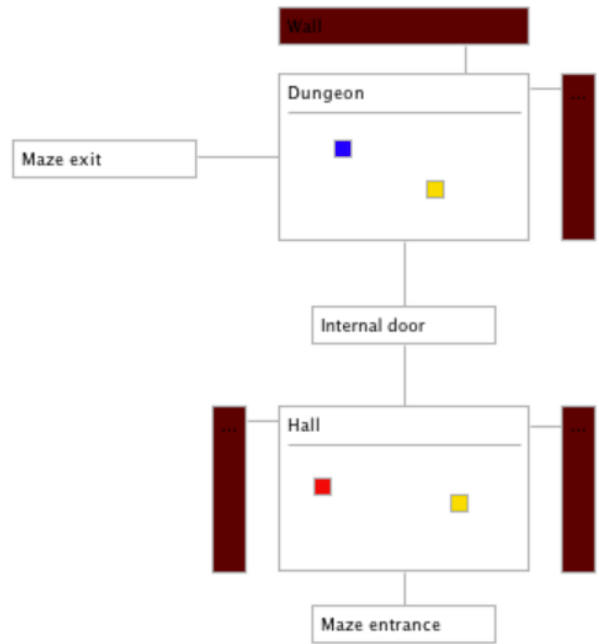 Wall
Dungeon
...
Maze exit
Internal door
...
Hall
...
Maze entrance